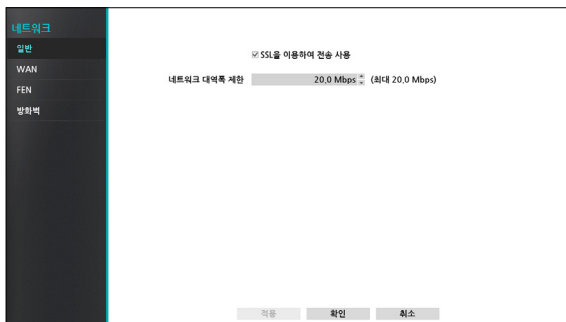 네트워크
일반
WAN
FEN
방화벽
SSL을 이용하여 전송 사용
네트워크 대역폭 제한 20.0 Mbps (최대 20.0 Mbps)
적용 확인 취소